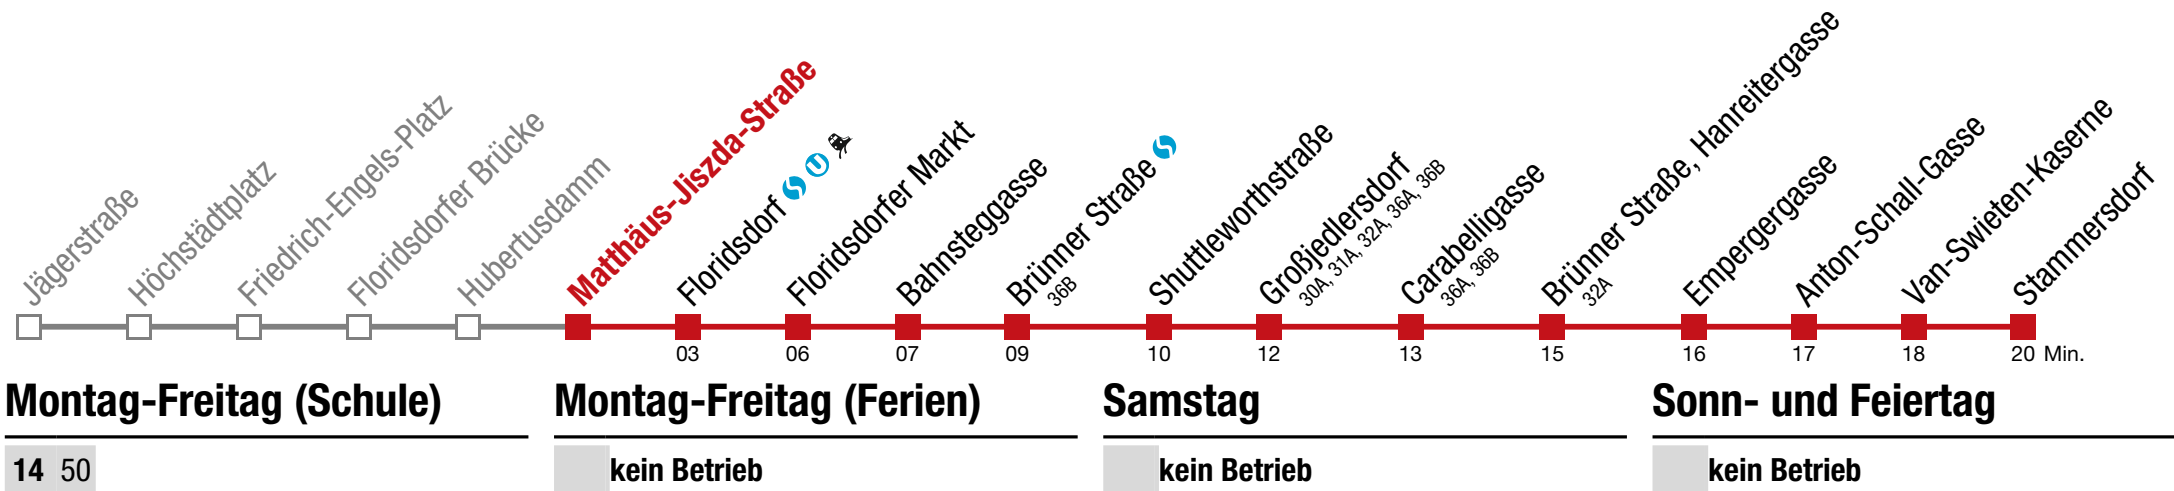 Jägerstraße
Höchstädtplatz
Friedrich-Engels-Platz
Floridsdorfer Brücke
Hubertusdamm
Matthäus-Jiszda-Straße
Floridsdorf
Floridsdorfer Markt
Bahnsteggasse
Brünner Straße
36B
Shuttleworthstraße
Großjedlersdorf
30A, 31A, 32A, 36A, 36B
Carabelligasse
36A, 36B
Brünner Straße, Hanreitergasse
32A
Empergergasse
Anton-Schall-Gasse
Van-Swieten-Kaserne
Stammersdorf
03 06 07 09 10 12 13 15 16 17 18 20 Min.
Montag-Freitag (Schule) Montag-Freitag (Ferien) Samstag Sonn- und Feiertag
14 50 kein Betrieb kein Betrieb kein Betrieb